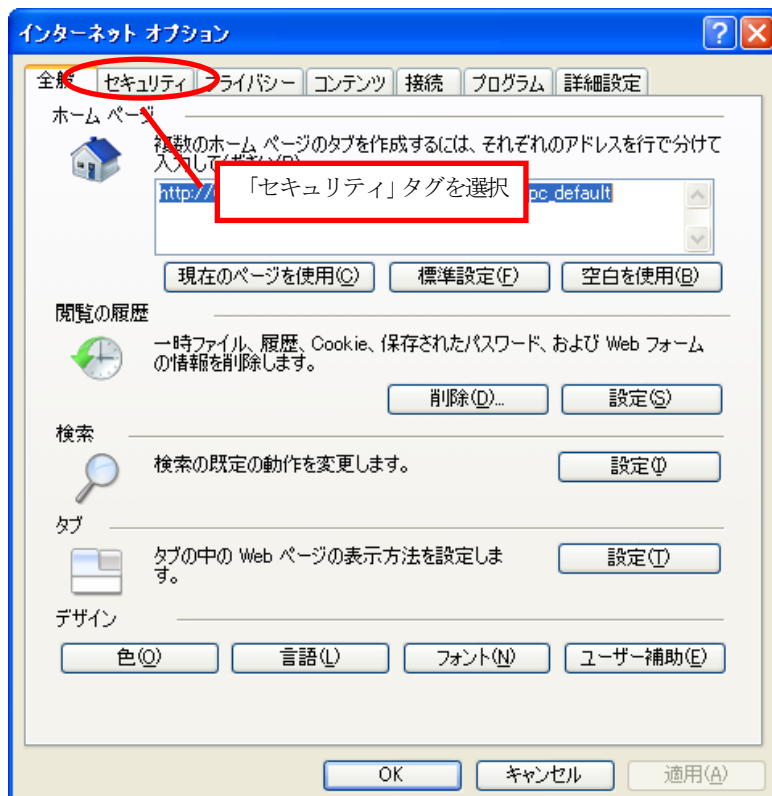 インターネット オプション
全般 セキュリティ プライバシー コンテンツ 接続 プログラム 詳細設定
ホーム ページ
複数のホーム ページのタブを作成するには、それぞれのアドレスを行で分けて
入力してください(R)
「セキュリティ」タグを選択
http:// pc_default
現在のページを使用(C) 標準設定(F) 空白を使用(B)
閲覧の履歴
一時ファイル、履歴、Cookie、保存されたパスワード、および Web フォーム
の情報を削除します。
削除(D)... 設定(S)
検索
検索の既定の動作を変更します。
設定(I)
タブ
タブの中の Web ページの表示方法を設定しま
す。
設定(T)
デザイン
色(O) 言語(L) フォント(N) ユーザー補助(E)
OK キャンセル 適用(A)